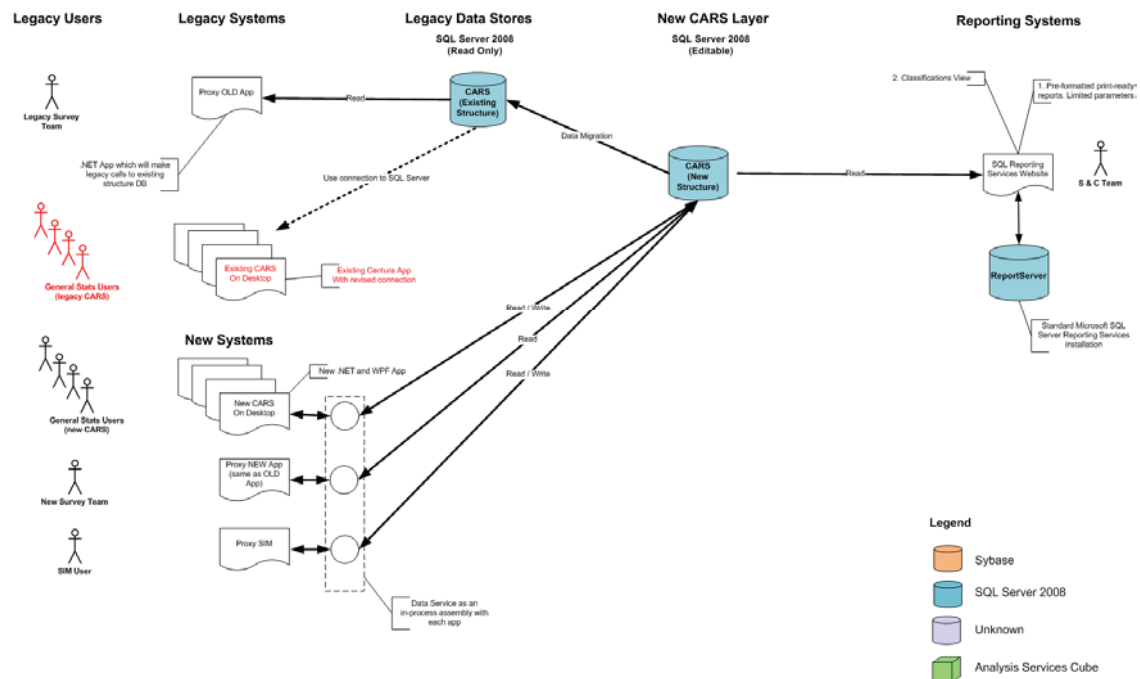 Legacy Users
Legacy Systems
Legacy Data Stores
New CARS Layer
Reporting Systems
SQL Server 2008
(Read Only)
SQL Server 2008
(Editable)
Legacy Survey
Team
Proxy OLD App
Read
CARS
(Existing
Structure)
Data Migration
CARS
(New
Structure)
Read
2. Classifications View
1. Pre-formatted print-ready
reports. Limited parameters
SQL Reporting
Services Website
S & C Team
.NET App which will make
legacy calls to existing
structure DB
Use connection to SQL Server
General Stats Users
(legacy CARS)
Existing CARS
On Desktop
Existing Centura App
With revised connection
ReportServer
Standard Microsoft SQL
Server Reporting Services
installation
New Systems
Read / Write
Read
Read / Write
General Stats Users
(new CARS)
New CARS
On Desktop
New .NET and WPF App
New Survey Team
Proxy NEW App
(same as OLD
App)
SIM User
Proxy SIM
Data Service as an
in-process assembly with
each app
Legend
Sybase
SQL Server 2008
Unknown
Analysis Services Cube